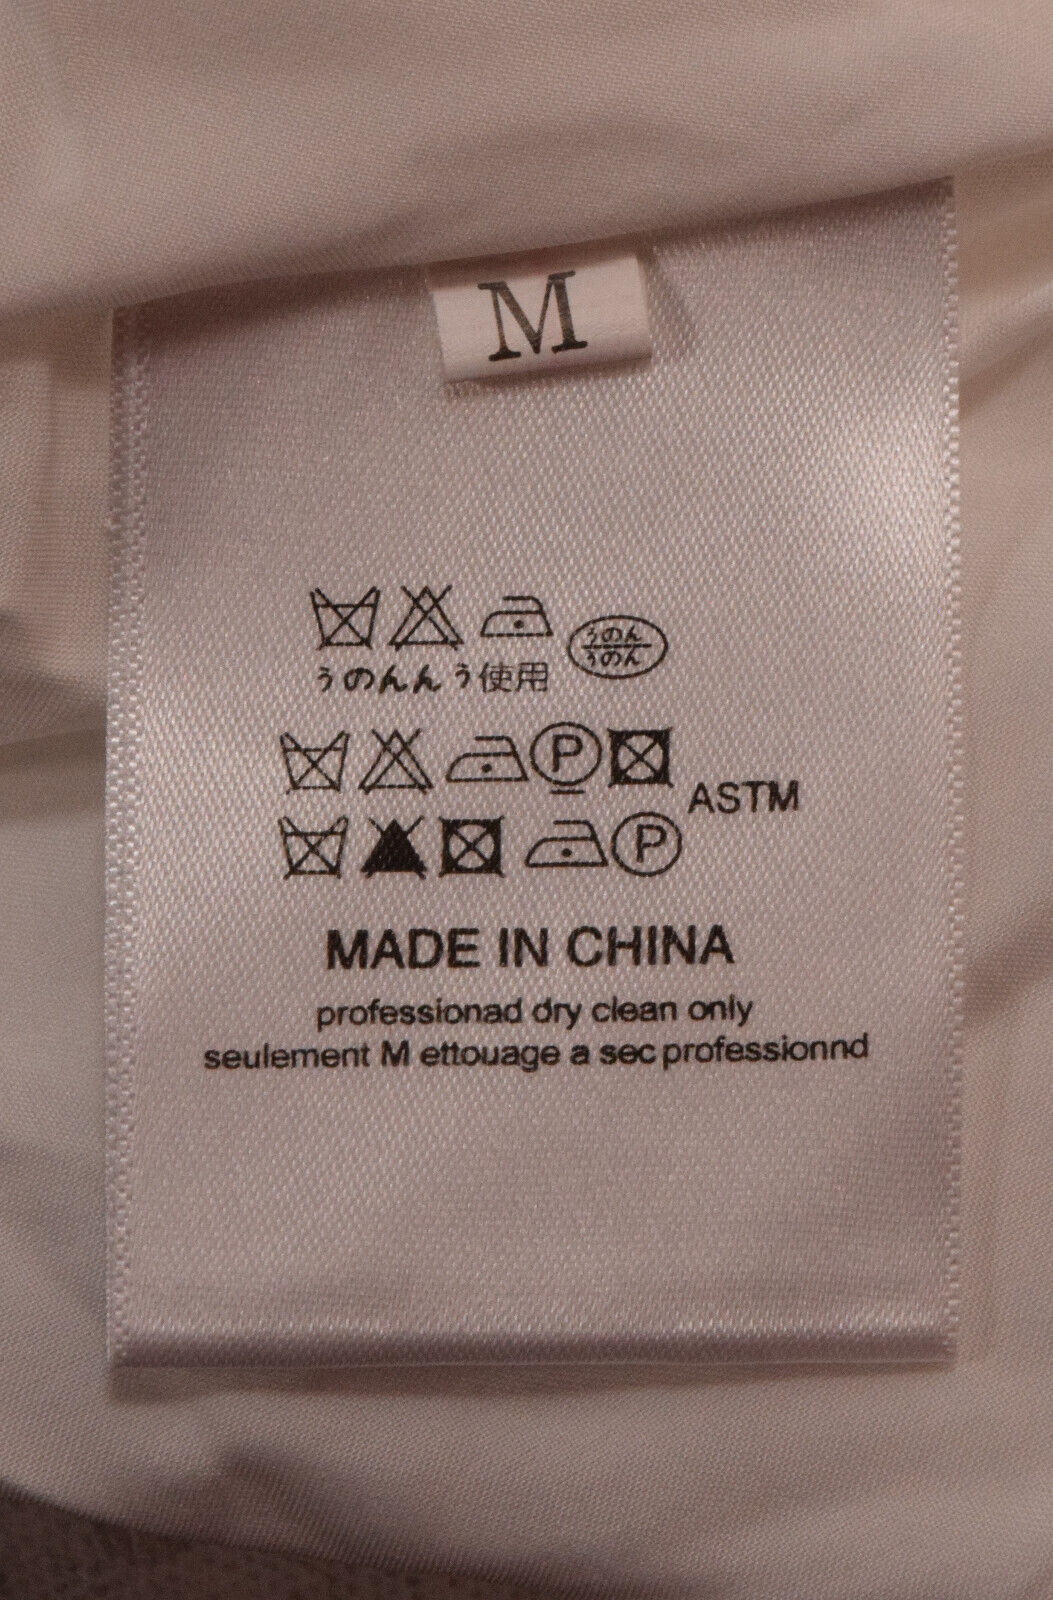 M
うのん
うのん
うのんんう使用
P
ASTM
P
MADE IN CHINA
professionad dry clean only
seulement M ettouage a sec professionnd